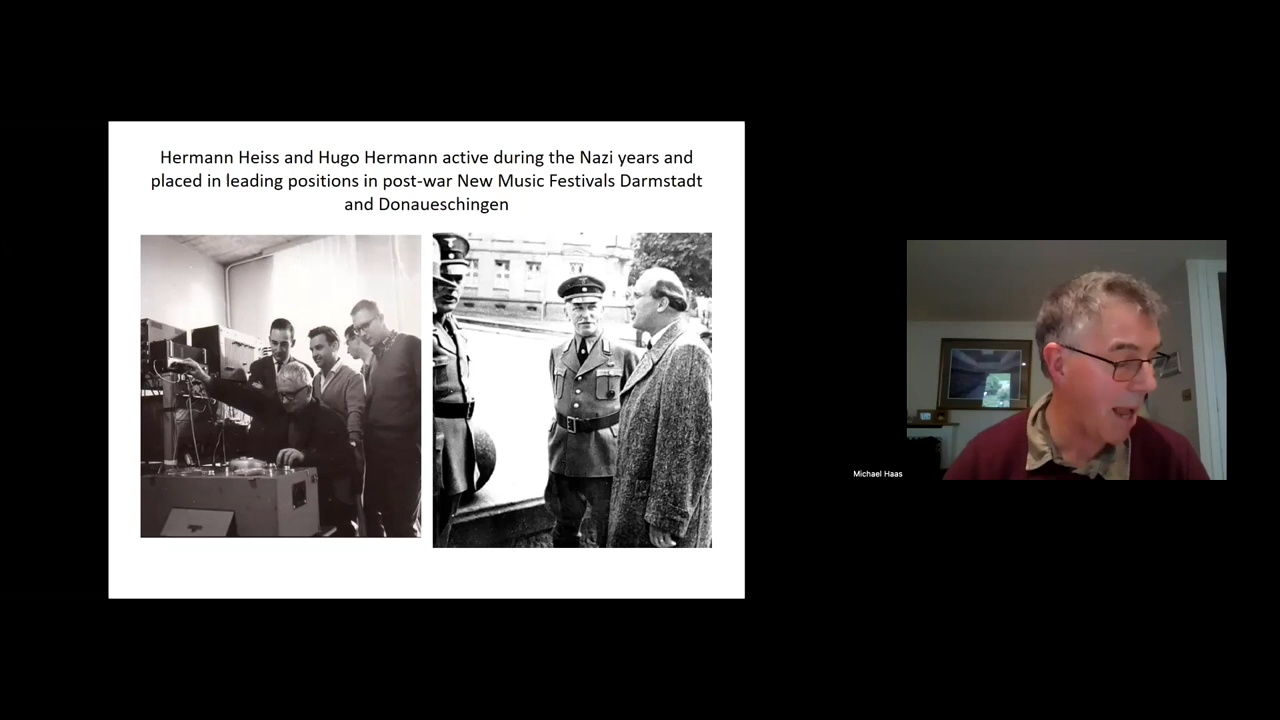 Hermann Heiss and Hugo Hermann active during the Nazi years and
placed in leading positions in post-war New Music Festivals Darmstadt
and Donaueschingen
Michael Haas